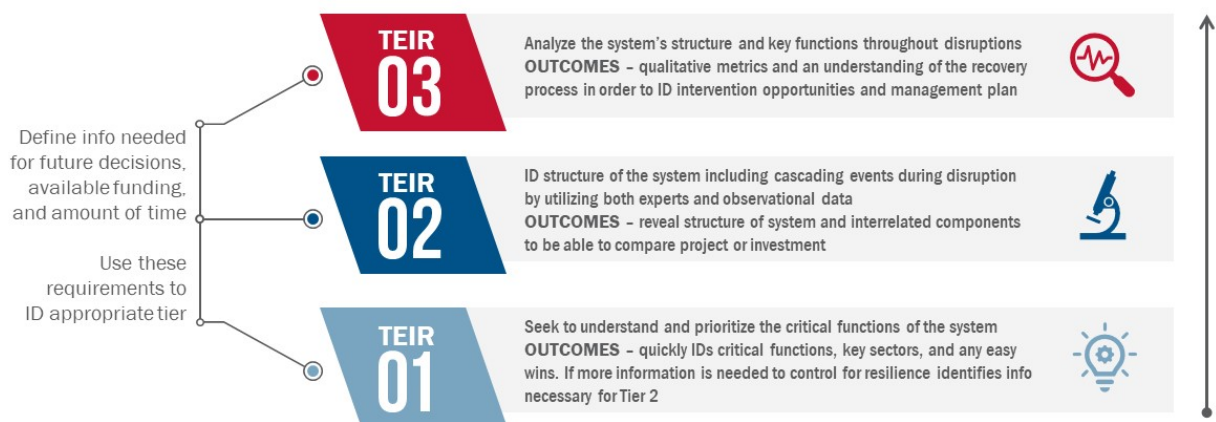 Define info needed
for future decisions,
available funding,
and amount of time
Use these
requirements to
ID appropriate tier
TEIR
03
Analyze the system's structure and key functions throughout disruptions
OUTCOMES – qualitative metrics and an understanding of the recovery
process in order to ID intervention opportunities and management plan
TEIR
02
ID structure of the system including cascading events during disruption
by utilizing both experts and observational data
OUTCOMES – reveal structure of system and interrelated components
to be able to compare project or investment
TEIR
01
Seek to understand and prioritize the critical functions of the system
OUTCOMES – quickly IDs critical functions, key sectors, and any easy
wins. If more information is needed to control for resilience identifies info
necessary for Tier 2